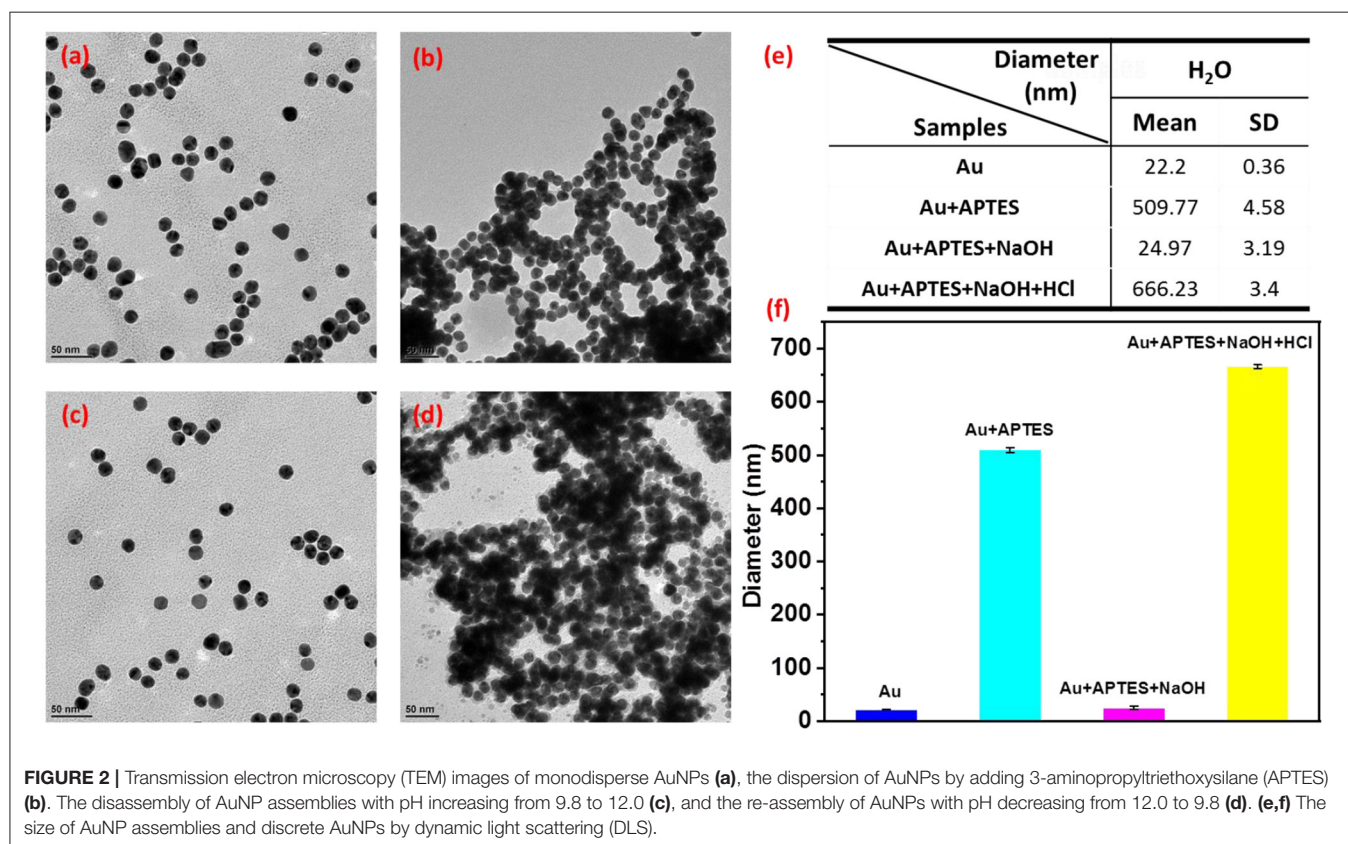 (a)
50 nm
(b)
50 nm
(c)
50 nm
(d)
50 nm
(e)
Diameter
(nm)
Samples
H₂O
Mean SD
Au 22.2 0.36
Au+APTES 509.77 4.58
Au+APTES+NaOH 24.97 3.19
Au+APTES+NaOH+HCl 666.23 3.4
(f)
Diameter (nm)
700
600
500
400
300
200
100
0
Au
Au+APTES
Au+APTES+NaOH
Au+APTES+NaOH+HCl
FIGURE 2 | Transmission electron microscopy (TEM) images of monodisperse AuNPs (a), the dispersion of AuNPs by adding 3-aminopropyltriethoxysilane (APTES)
(b). The disassembly of AuNP assemblies with pH increasing from 9.8 to 12.0 (c), and the re-assembly of AuNPs with pH decreasing from 12.0 to 9.8 (d). (e,f) The
size of AuNP assemblies and discrete AuNPs by dynamic light scattering (DLS).